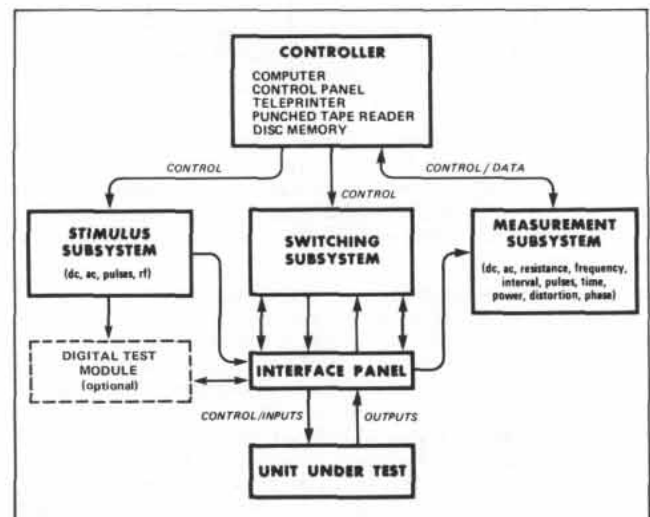 CONTROLLER
COMPUTER
CONTROL PANEL
TELEPRINTER
PUNCHED TAPE READER
DISC MEMORY
CONTROL
CONTROL
CONTROL / DATA
STIMULUS
SUBSYSTEM
(dc, ac, pulses, rf)
SWITCHING
SUBSYSTEM
MEASUREMENT
SUBSYSTEM
(dc, ac, resistance, frequency,
interval, pulses, time,
power, distortion, phase)
DIGITAL TEST
MODULE
(optional)
INTERFACE PANEL
CONTROL/INPUTS
OUTPUTS
UNIT UNDER TEST